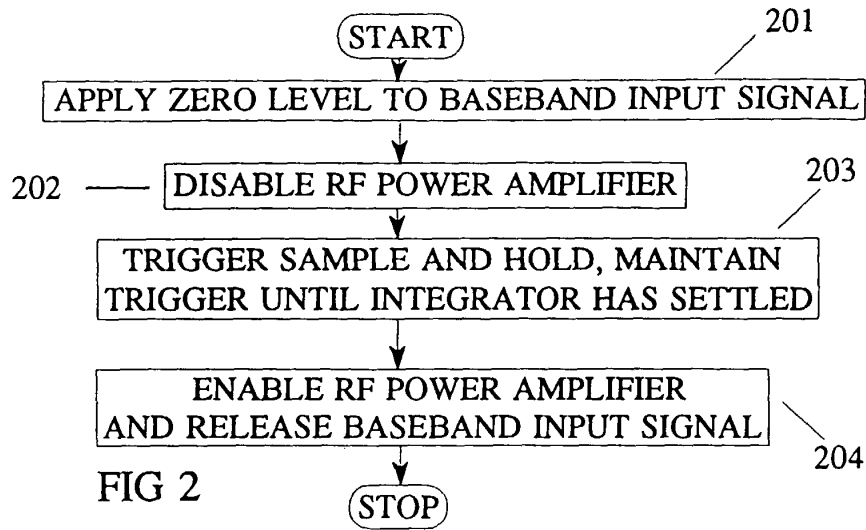 START
201
APPLY ZERO LEVEL TO BASEBAND INPUT SIGNAL
202
DISABLE RF POWER AMPLIFIER
203
TRIGGER SAMPLE AND HOLD, MAINTAIN
TRIGGER UNTIL INTEGRATOR HAS SETTLED
ENABLE RF POWER AMPLIFIER
AND RELEASE BASEBAND INPUT SIGNAL
204
FIG 2
STOP